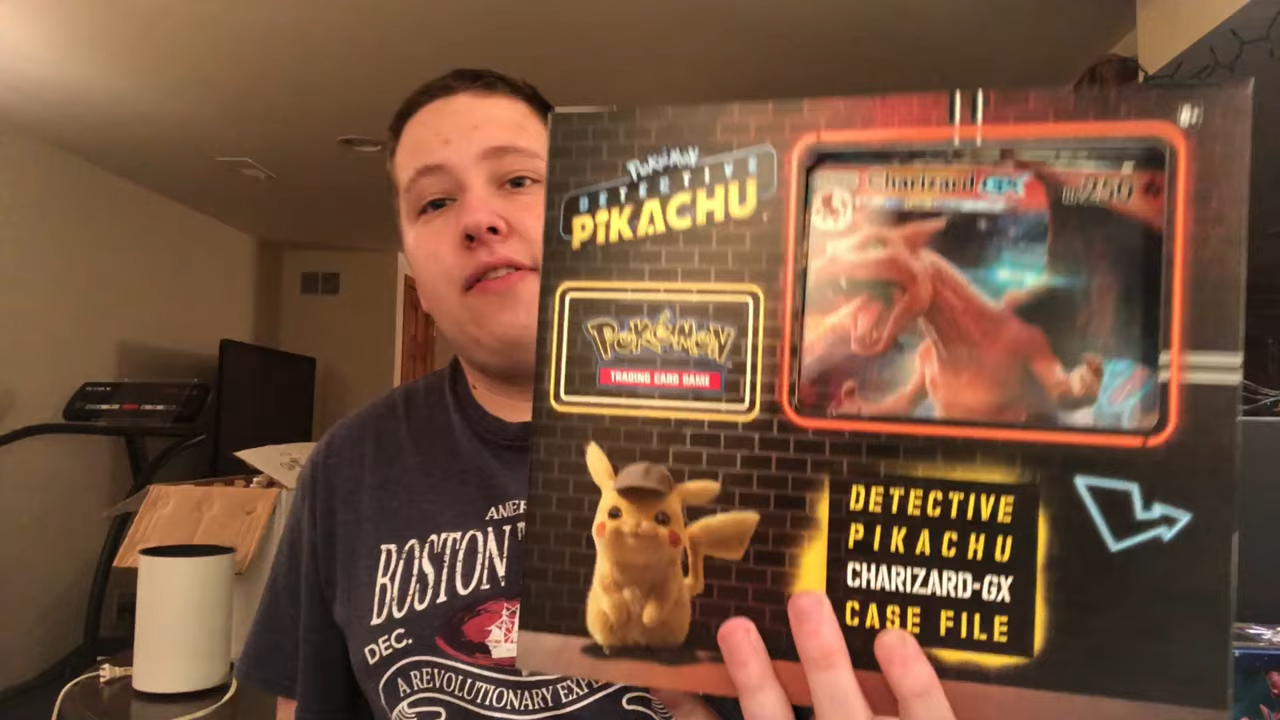 POKÉMON
DETECTIVE
PIKACHU
Charizard GX
POKÉMON
TRADING CARD GAME
DETECTIVE
PIKACHU
CHARIZARD-GX
CASE FILE
AMER
BOSTON T
DEC.
A REVOLUTIONARY EXPE